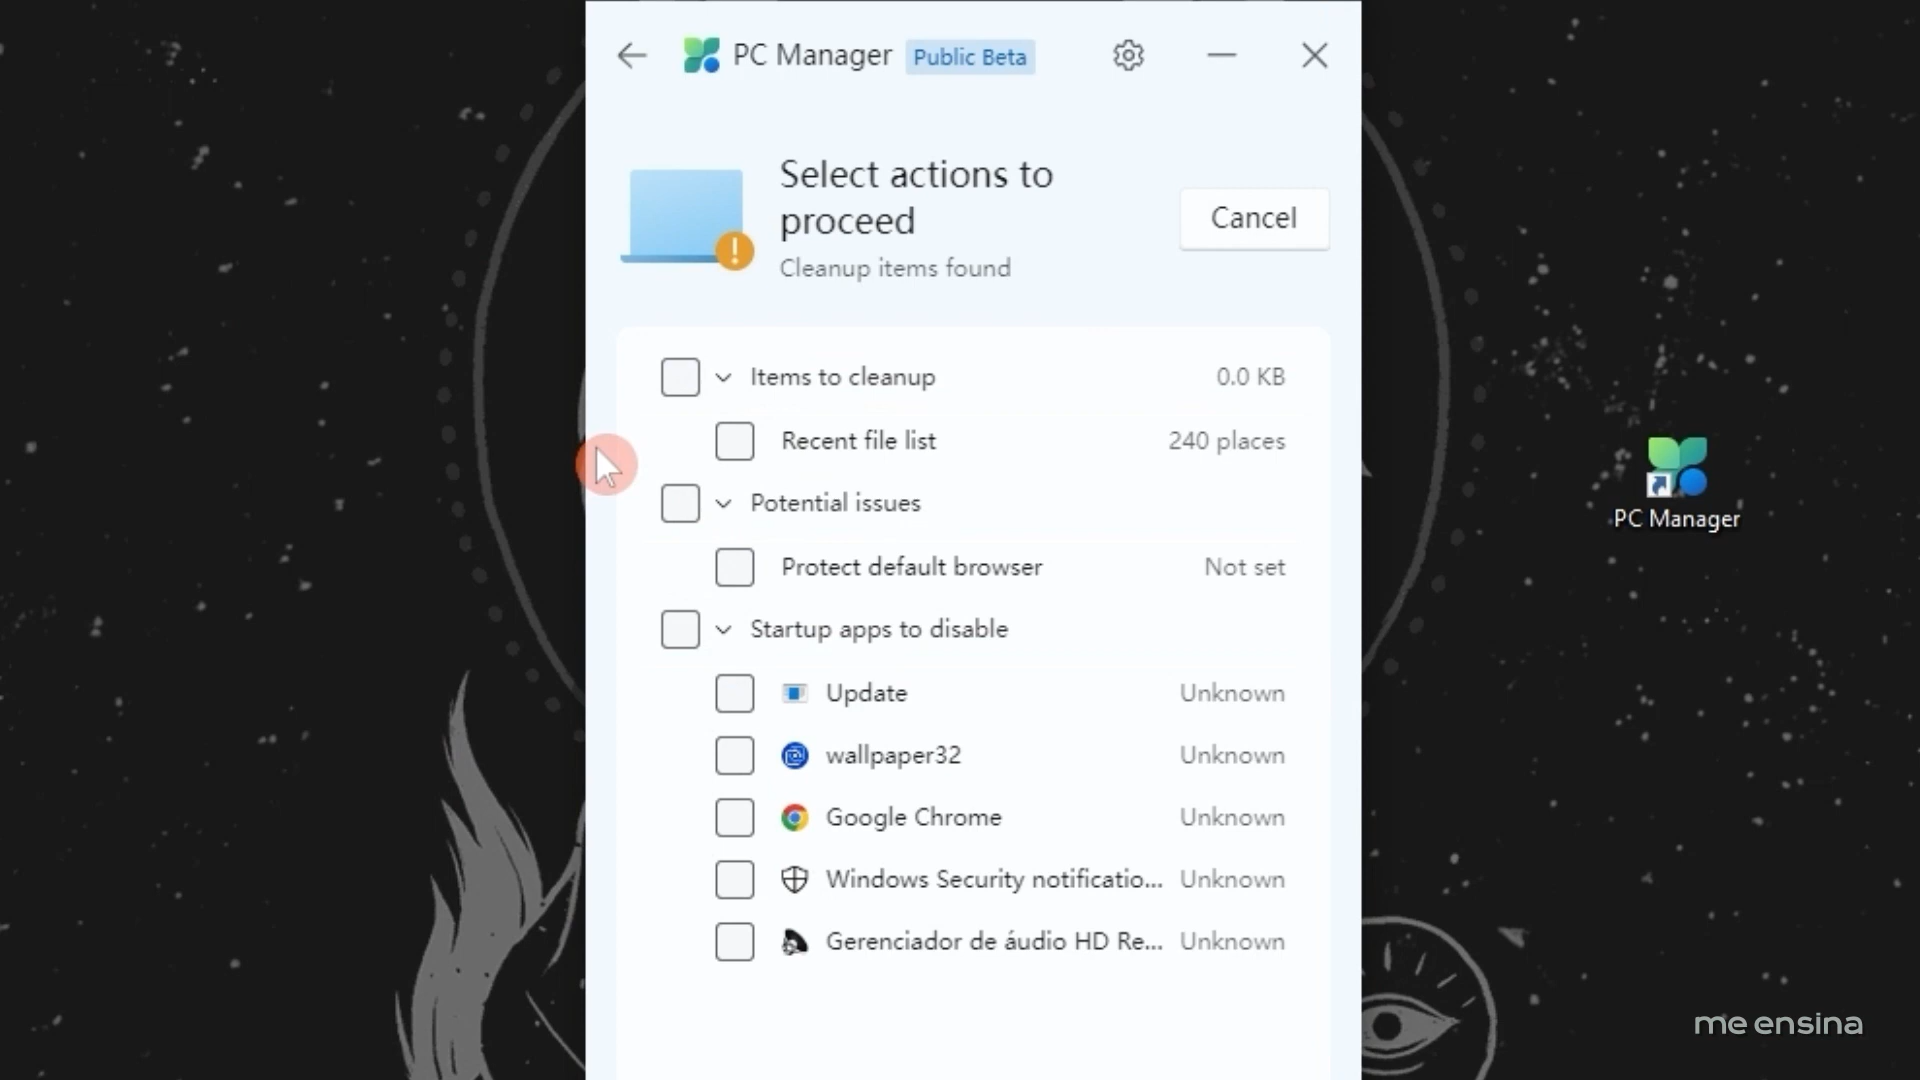 PC Manager Public Beta
Select actions to
proceed
Cancel
Cleanup items found
Items to cleanup 0.0 KB
Recent file list 240 places
Potential issues
Protect default browser Not set
Startup apps to disable
Update Unknown
wallpaper32 Unknown
Google Chrome Unknown
Windows Security notificatio... Unknown
Gerenciador de áudio HD Re... Unknown
PC Manager
me ensina